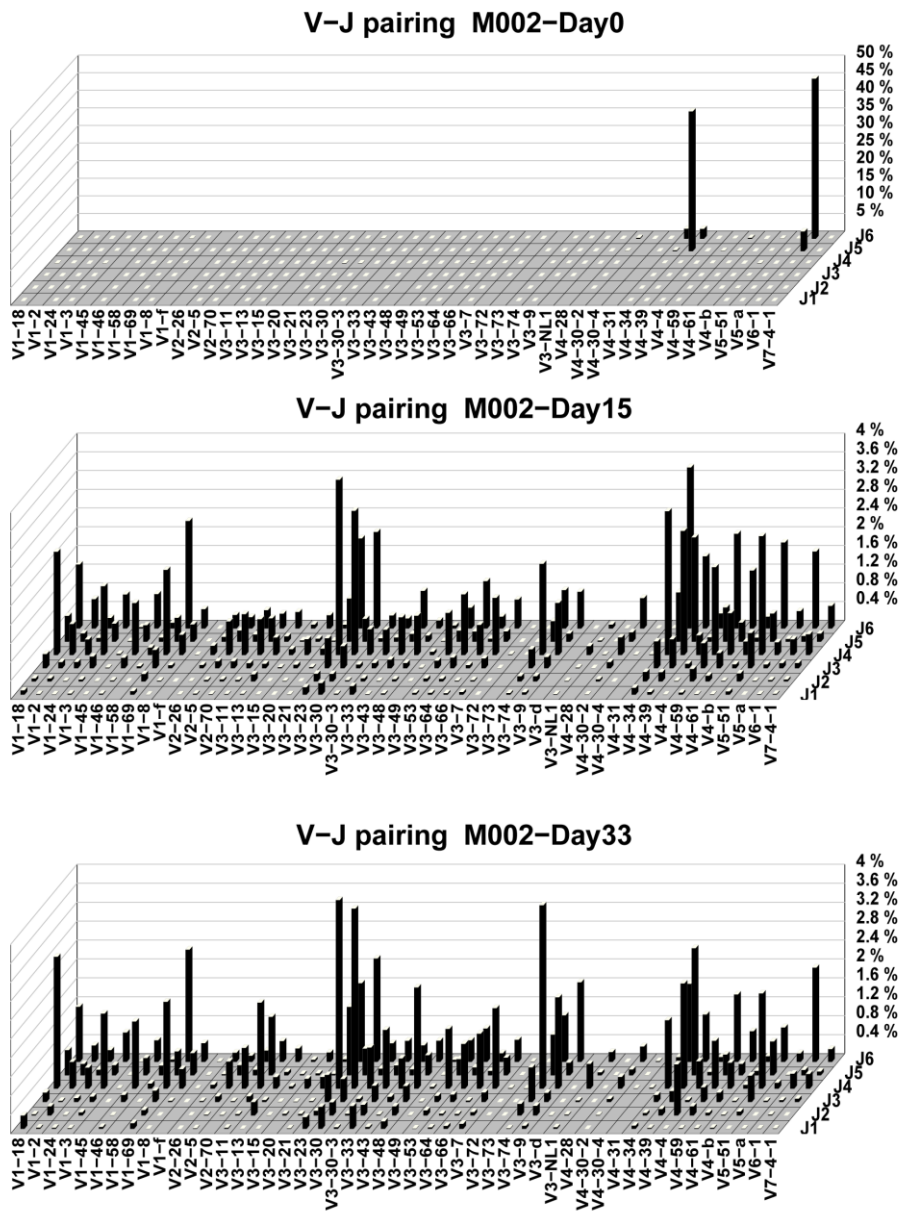 V−J pairing M002−Day0
50 %
45 %
40 %
35 %
30 %
25 %
20 %
15 %
10 %
5 %
J6
J5
J4
J3
J2
J1
V1−18
V1−2
V1−24
V1−3
V1−45
V1−46
V1−58
V1−69
V1−8
V1−f
V2−26
V2−5
V2−70
V3−11
V3−13
V3−15
V3−20
V3−21
V3−23
V3−30
V3−30−3
V3−33
V3−43
V3−48
V3−49
V3−53
V3−64
V3−66
V3−7
V3−72
V3−73
V3−74
V3−9
V3−NL1
V4−28
V4−30−2
V4−30−4
V4−31
V4−34
V4−39
V4−4
V4−59
V4−61
V4−b
V5−51
V5−a
V6−1
V7−4−1
V−J pairing M002−Day15
4 %
3.6 %
3.2 %
2.8 %
2.4 %
2 %
1.6 %
1.2 %
0.8 %
0.4 %
J6
J5
J4
J3
J2
J1
V1−18
V1−2
V1−24
V1−3
V1−45
V1−46
V1−58
V1−69
V1−8
V1−f
V2−26
V2−5
V2−70
V3−11
V3−13
V3−15
V3−20
V3−21
V3−23
V3−30
V3−30−3
V3−33
V3−43
V3−48
V3−49
V3−53
V3−64
V3−66
V3−7
V3−72
V3−73
V3−74
V3−9
V3−d
V3−NL1
V4−28
V4−30−2
V4−30−4
V4−31
V4−34
V4−39
V4−4
V4−59
V4−61
V4−b
V5−51
V5−a
V6−1
V7−4−1
V−J pairing M002−Day33
4 %
3.6 %
3.2 %
2.8 %
2.4 %
2 %
1.6 %
1.2 %
0.8 %
0.4 %
J6
J5
J4
J3
J2
J1
V1−18
V1−2
V1−24
V1−3
V1−45
V1−46
V1−58
V1−69
V1−8
V1−f
V2−26
V2−5
V2−70
V3−11
V3−13
V3−15
V3−20
V3−21
V3−23
V3−30
V3−30−3
V3−33
V3−43
V3−48
V3−49
V3−53
V3−64
V3−66
V3−7
V3−72
V3−73
V3−74
V3−9
V3−d
V3−NL1
V4−28
V4−30−2
V4−30−4
V4−31
V4−34
V4−39
V4−4
V4−59
V4−61
V4−b
V5−51
V5−a
V6−1
V7−4−1